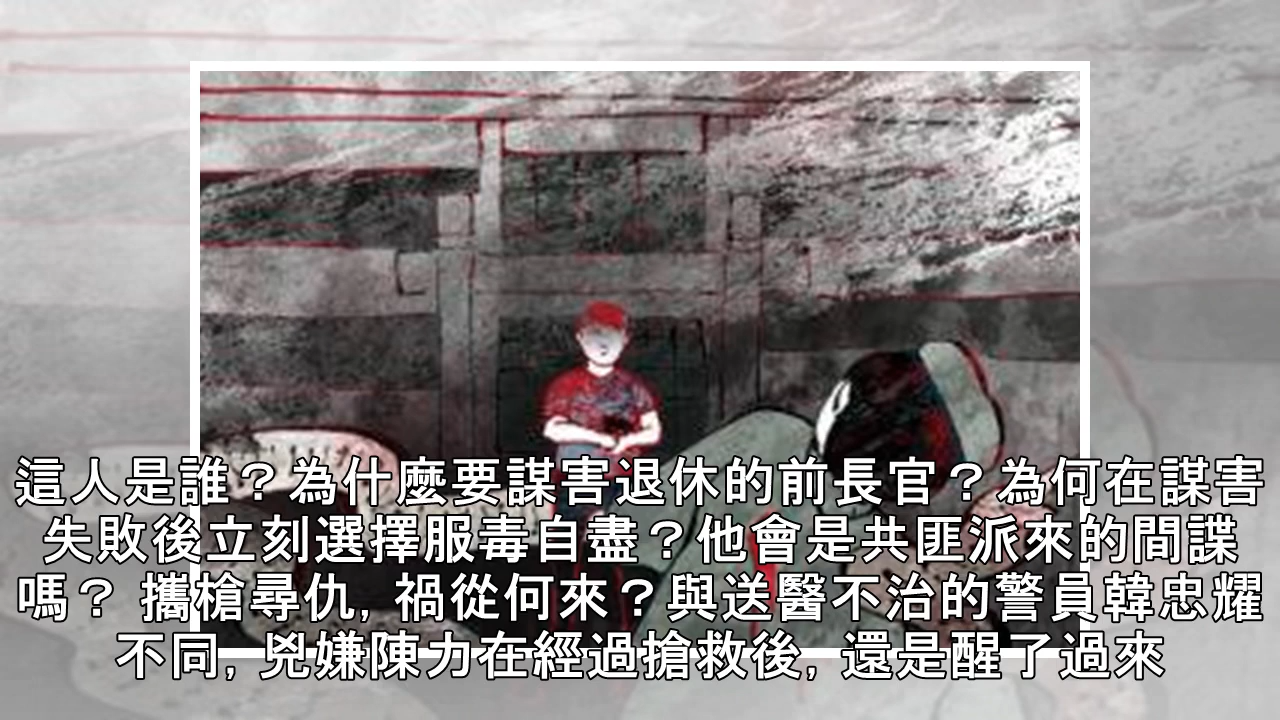 這人是誰？為什麼要謀害退休的前長官？為何在謀害
失敗後立刻選擇服毒自盡？他會是共匪派來的間諜
嗎？ 攜槍尋仇, 禍從何來？與送醫不治的警員韓忠耀
不同, 兇嫌陳力在經過搶救後, 還是醒了過來